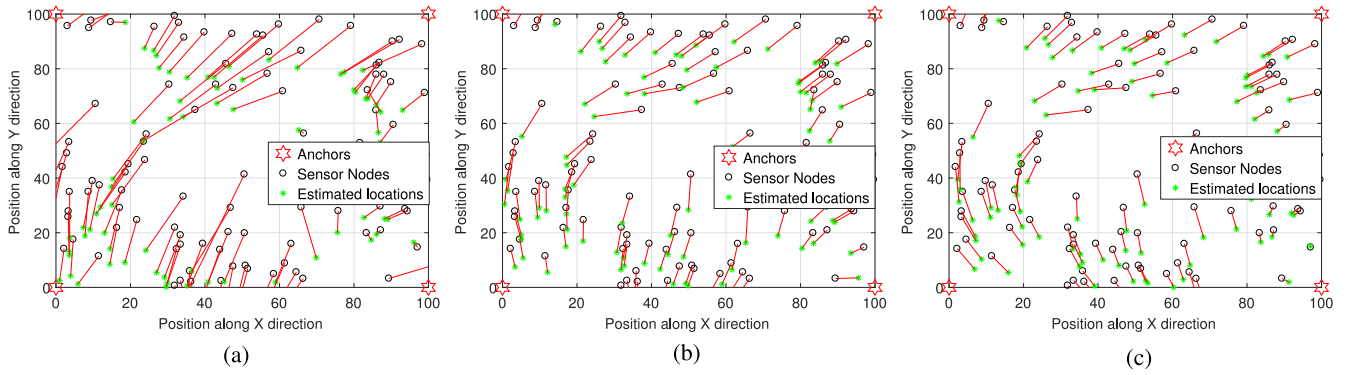 100
80
60
40
20
0
Position along Y direction
0 20 40 60 80 100
Position along X direction
Anchors
Sensor Nodes
Estimated locations
(a)
100
80
60
40
20
0
Position along Y direction
0 20 40 60 80 100
Position along X direction
Anchors
Sensor Nodes
Estimated locations
(b)
100
80
60
40
20
0
Position along Y direction
0 20 40 60 80 100
Position along X direction
Anchors
Sensor Nodes
Estimated locations
(c)